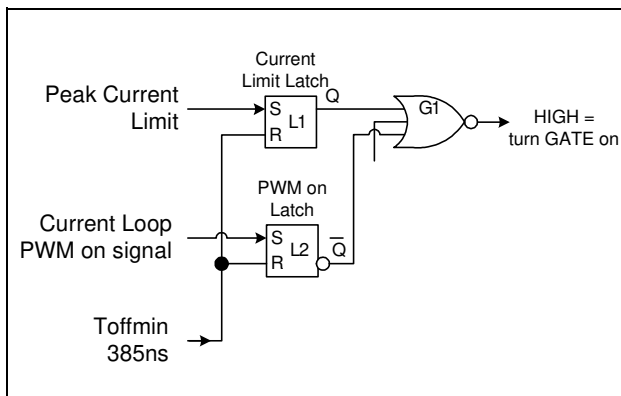 Current
Limit Latch
Peak Current
Limit
S
R
L1
Q
G1
HIGH =
turn GATE on
PWM on
Latch
Current Loop
PWM on signal
S
R
L2
Q̅
Toffmin
385ns